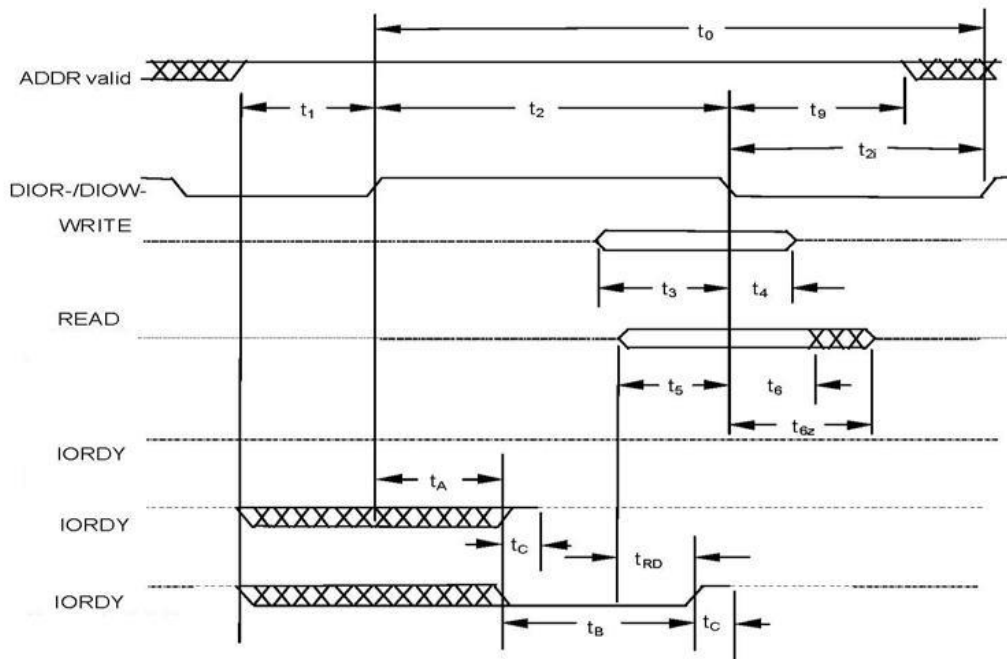 t0
ADDR valid
t1
t2
t9
t2i
DIOR-/DIOW-
WRITE
t3
t4
READ
t5
t6
t6z
IORDY
tA
IORDY
tC
tRD
IORDY
tB
tC